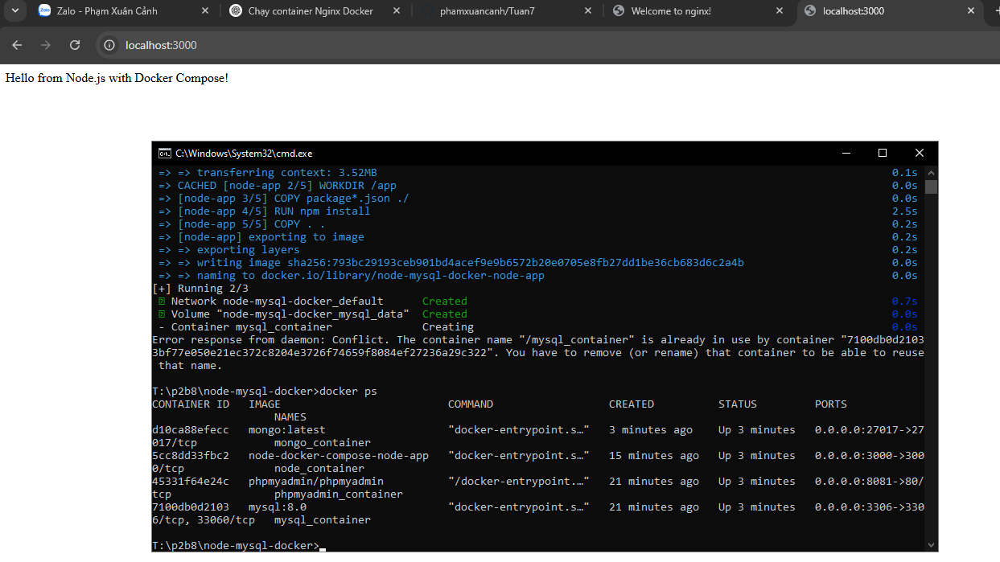 Zalo - Phạm Xuân Cảnh
Chạy container Nginx Docker
phamxuancanh/Tuan7
Welcome to nginx!
localhost:3000
localhost:3000
Hello from Node.js with Docker Compose!
C:\Windows\System32\cmd.exe
=> => transferring context: 3.52MB 0.1s
=> CACHED [node-app 2/5] WORKDIR /app 0.0s
=> [node-app 3/5] COPY package*.json ./ 0.0s
=> [node-app 4/5] RUN npm install 2.5s
=> [node-app 5/5] COPY . . 0.2s
=> [node-app] exporting to image 0.2s
=> => exporting layers 0.2s
=> => writing image sha256:793bc29193ceb901bd4acef9e9b6572b20e0705e8fb27dd1be36cb683d6c2a4b 0.0s
=> => naming to docker.io/library/node-mysql-docker-node-app 0.0s
[+] Running 2/3
Network node-mysql-docker_default Created 0.7s
Volume "node-mysql-docker_mysql_data" Created 0.0s
- Container mysql_container Creating 0.0s
Error response from daemon: Conflict. The container name "/mysql_container" is already in use by container "7100db0d2103
3bf77e050e21ec372c8204e3726f74659f8084ef27236a29c322". You have to remove (or rename) that container to be able to reuse
that name.
T:\p2b8\node-mysql-docker>docker ps
CONTAINER ID IMAGE COMMAND CREATED STATUS PORTS
NAMES
d10ca88efecc mongo:latest "docker-entrypoint.s…" 3 minutes ago Up 3 minutes 0.0.0.0:27017->27
017/tcp mongo_container
5cc8dd33fbc2 node-docker-compose-node-app "docker-entrypoint.s…" 15 minutes ago Up 3 minutes 0.0.0.0:3000->300
0/tcp node_container
45331f64e24c phpmyadmin/phpmyadmin "/docker-entrypoint.…" 21 minutes ago Up 3 minutes 0.0.0.0:8081->80/
tcp phpmyadmin_container
7100db0d2103 mysql:8.0 "docker-entrypoint.s…" 21 minutes ago Up 3 minutes 0.0.0.0:3306->330
6/tcp, 33060/tcp mysql_container
T:\p2b8\node-mysql-docker>